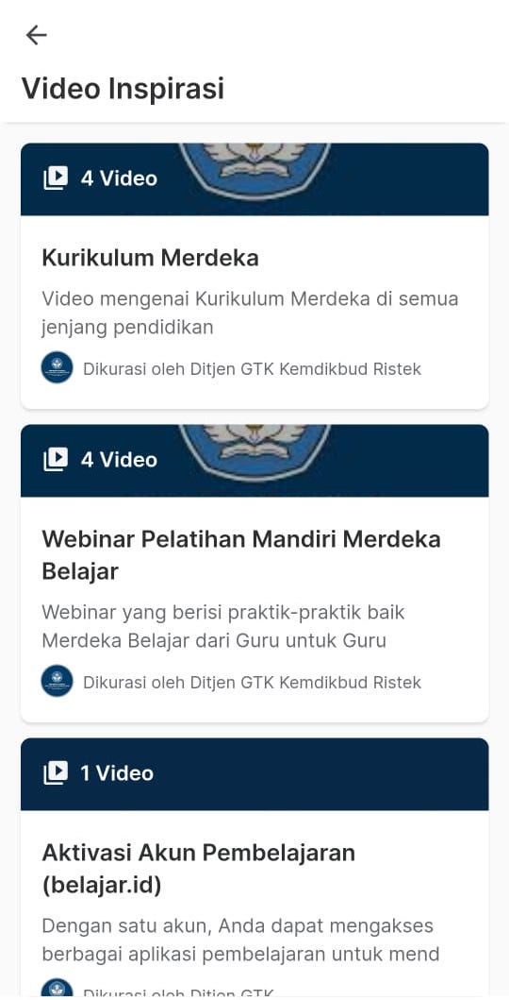 Video Inspirasi
4 Video
Kurikulum Merdeka
Video mengenai Kurikulum Merdeka di semua
jenjang pendidikan
Dikurasi oleh Ditjen GTK Kemdikbud Ristek
4 Video
Webinar Pelatihan Mandiri Merdeka
Belajar
Webinar yang berisi praktik-praktik baik
Merdeka Belajar dari Guru untuk Guru
Dikurasi oleh Ditjen GTK Kemdikbud Ristek
1 Video
Aktivasi Akun Pembelajaran
(belajar.id)
Dengan satu akun, Anda dapat mengakses
berbagai aplikasi pembelajaran untuk mend
Dikurasi oleh Ditjen GTK